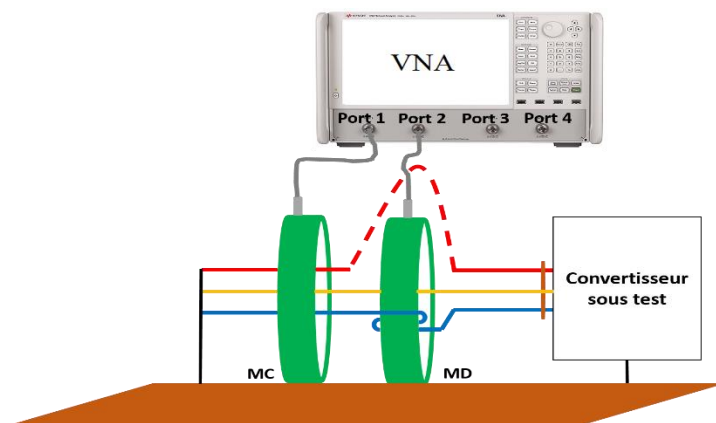 VNA
Port 1 Port 2 Port 3 Port 4
Convertisseur
sous test
MC
MD